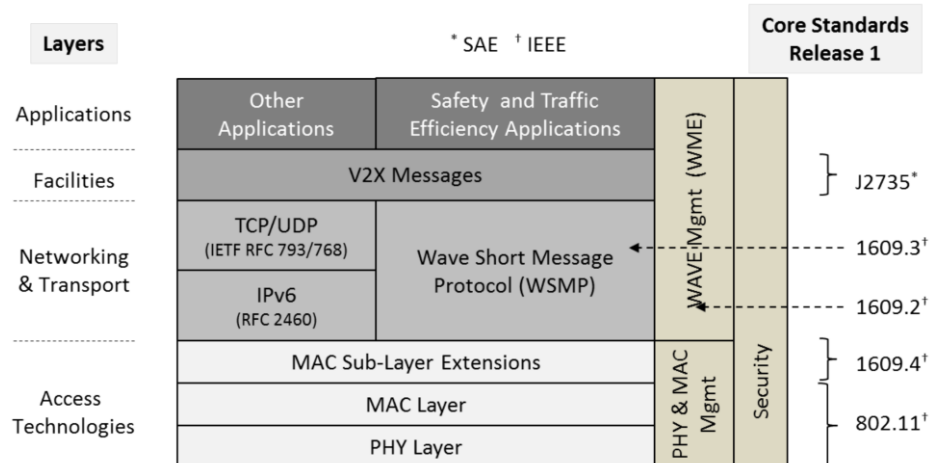 Layers
* SAE † IEEE
Core Standards
Release 1
Applications
Other
Applications
Safety and Traffic
Efficiency Applications
WAVE Mgmt (WME)
Security
Facilities
V2X Messages
J2735*
Networking
& Transport
TCP/UDP
(IETF RFC 793/768)
IPv6
(RFC 2460)
Wave Short Message
Protocol (WSMP)
1609.3†
1609.2†
Access
Technologies
MAC Sub-Layer Extensions
MAC Layer
PHY Layer
PHY & MAC
Mgmt
1609.4†
802.11†